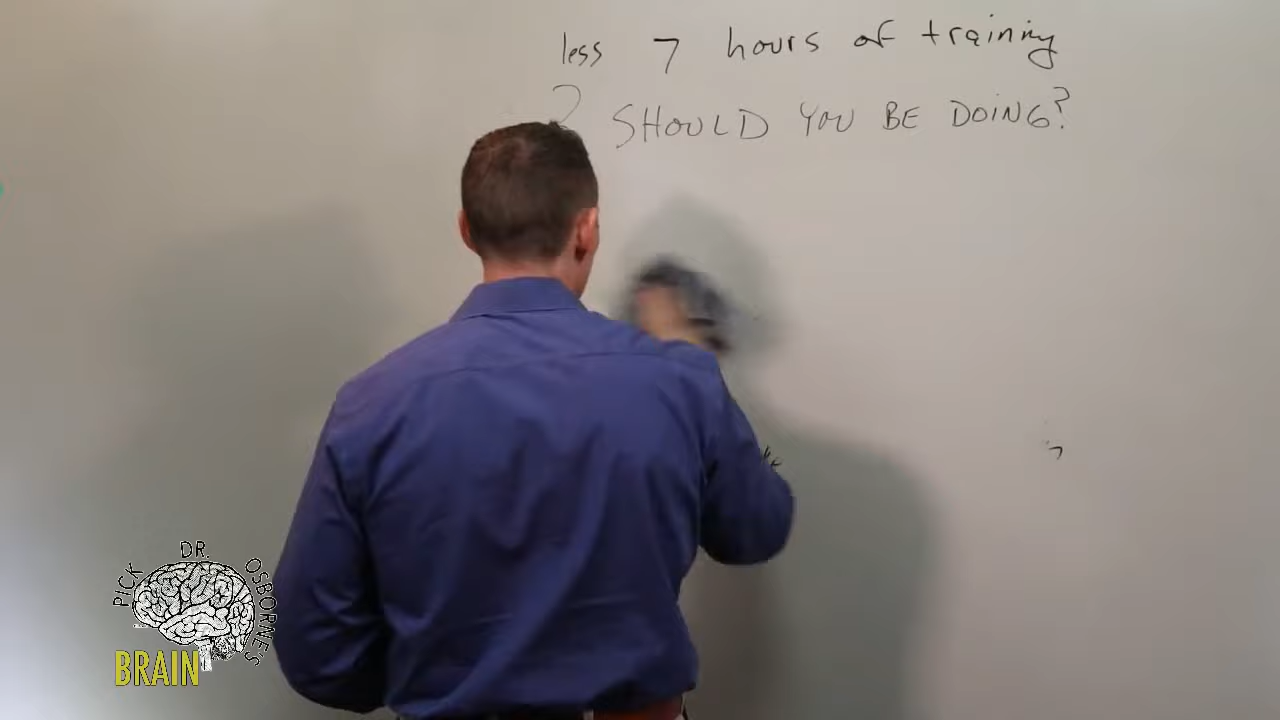 less 7 hours of training
? SHOULD YOU BE DOING?
PICK DR. OSBORNE'S
BRAIN